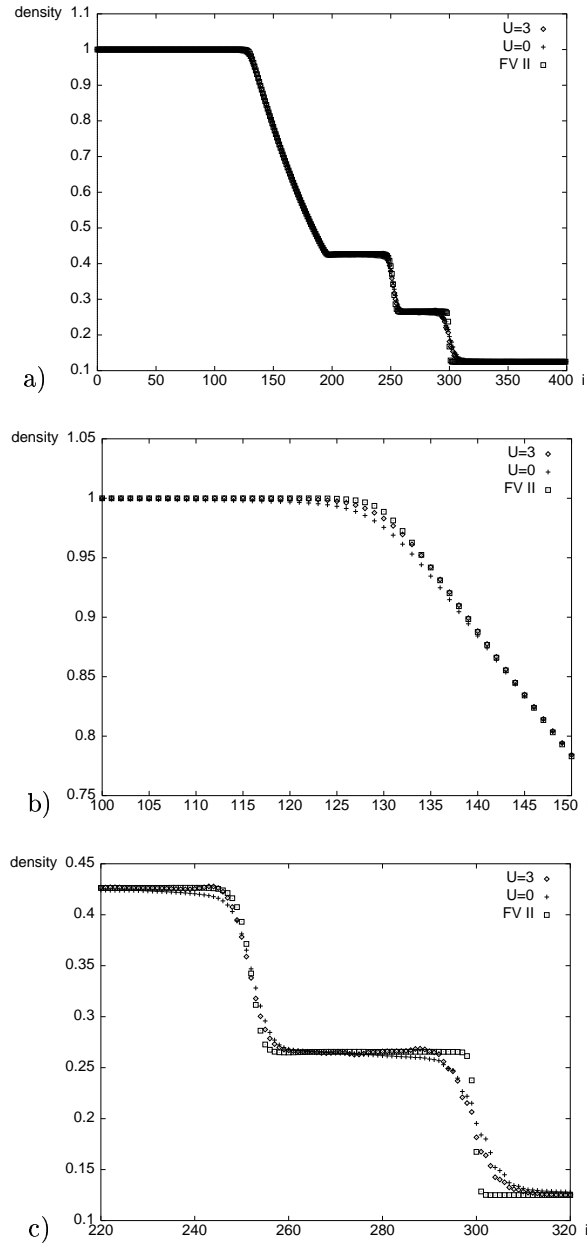 density 1.1
U=3
U=0
FV II
1
0.9
0.8
0.7
0.6
0.5
0.4
0.3
0.2
0.1
0 50 100 150 200 250 300 350 400 i
a)
density 1.05
U=3
U=0
FV II
1
0.95
0.9
0.85
0.8
0.75
100 105 110 115 120 125 130 135 140 145 150
b)
density 0.45
U=3
U=0
FV II
0.4
0.35
0.3
0.25
0.2
0.15
0.1
220 240 260 280 300 320 i
c)